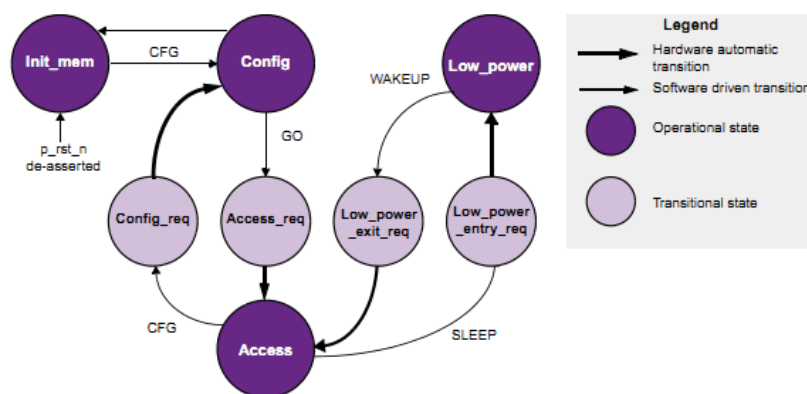 Legend
Hardware automatic
transition
Software driven transition
Operational state
Transitional state
Init_mem
CFG
Config
WAKEUP
Low_power
p_rst_n
de-asserted
GO
Config_req
Access_req
Low_power
_exit_req
Low_power
_entry_req
CFG
Access
SLEEP